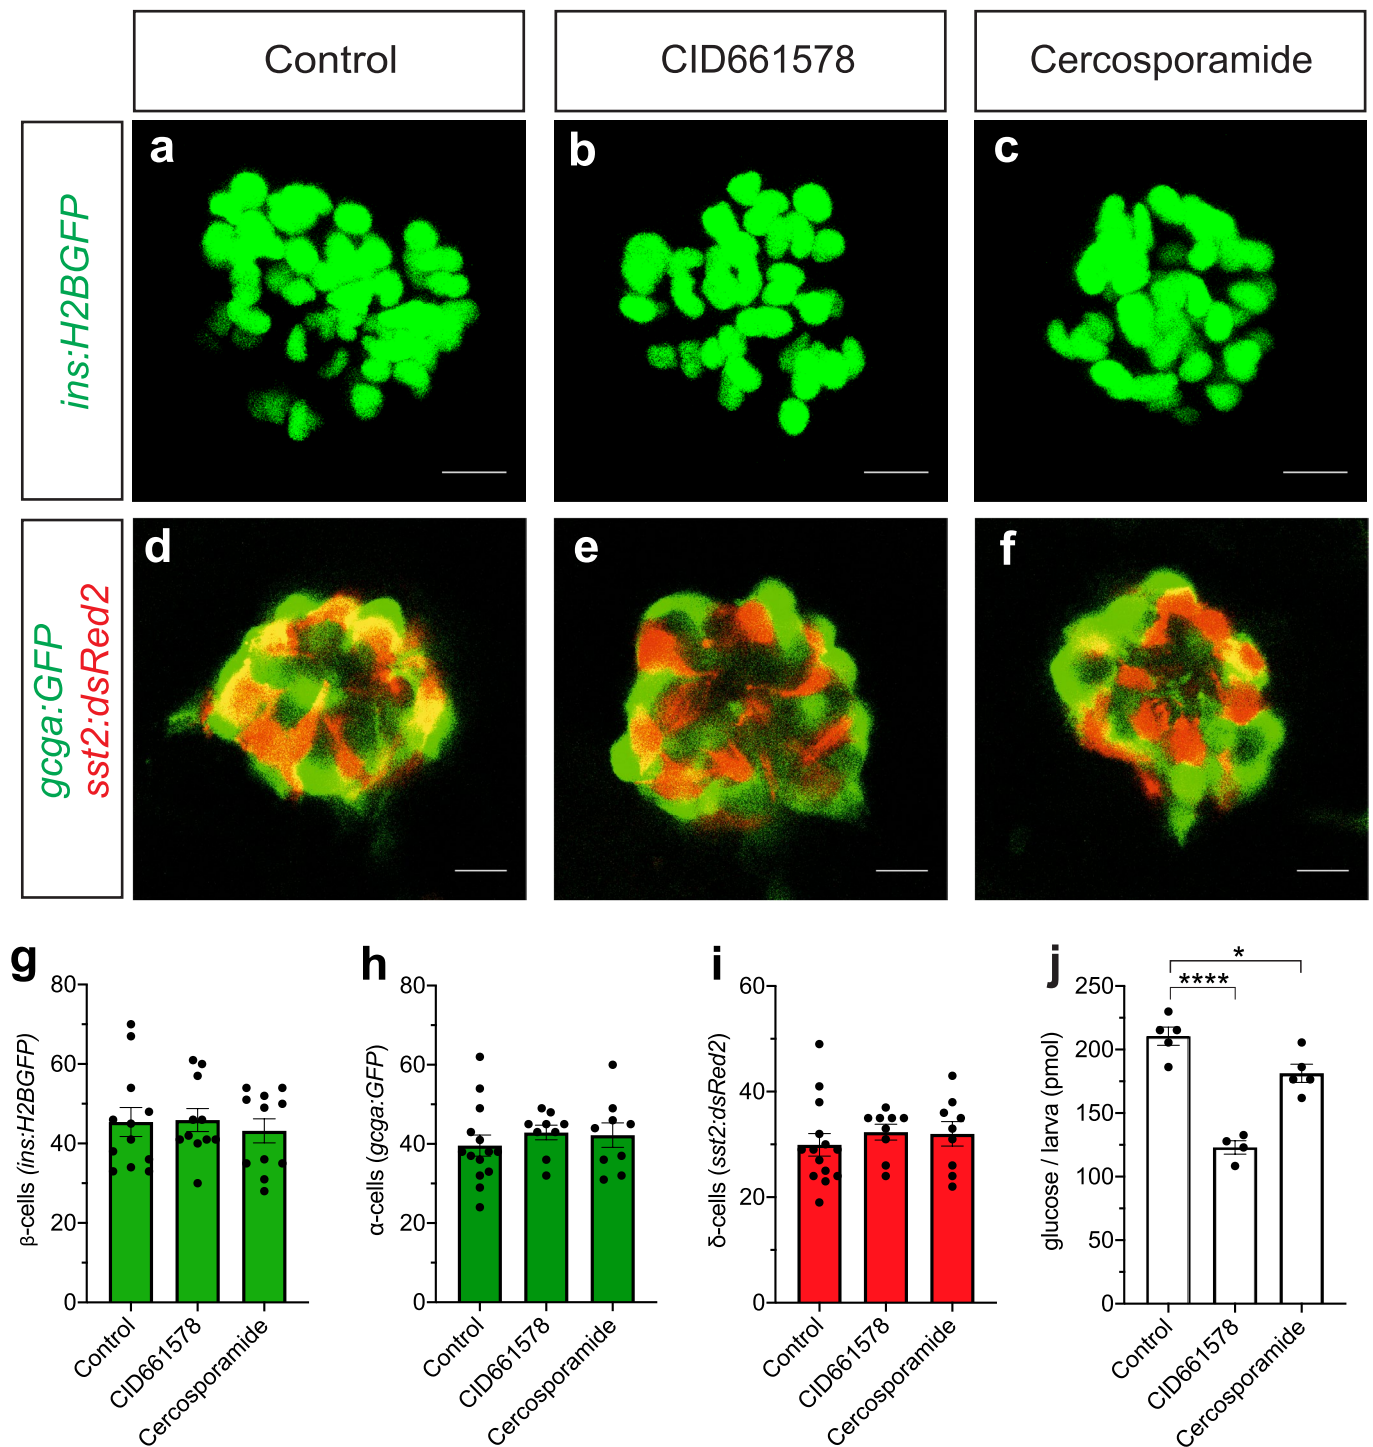 Control
CID661578
Cercosporamide
ins:H2BGFP
a
b
c
gcga:GFP
sst2:dsRed2
d
e
f
g
β-cells (ins:H2BGFP)
80
60
40
20
0
Control
CID661578
Cercosporamide
h
α-cells (gcga:GFP)
80
60
40
20
0
Control
CID661578
Cercosporamide
i
δ-cells (sst2:dsRed2)
60
40
20
0
Control
CID661578
Cercosporamide
j
*
****
glucose / larva (pmol)
250
200
150
100
50
0
Control
CID661578
Cercosporamide